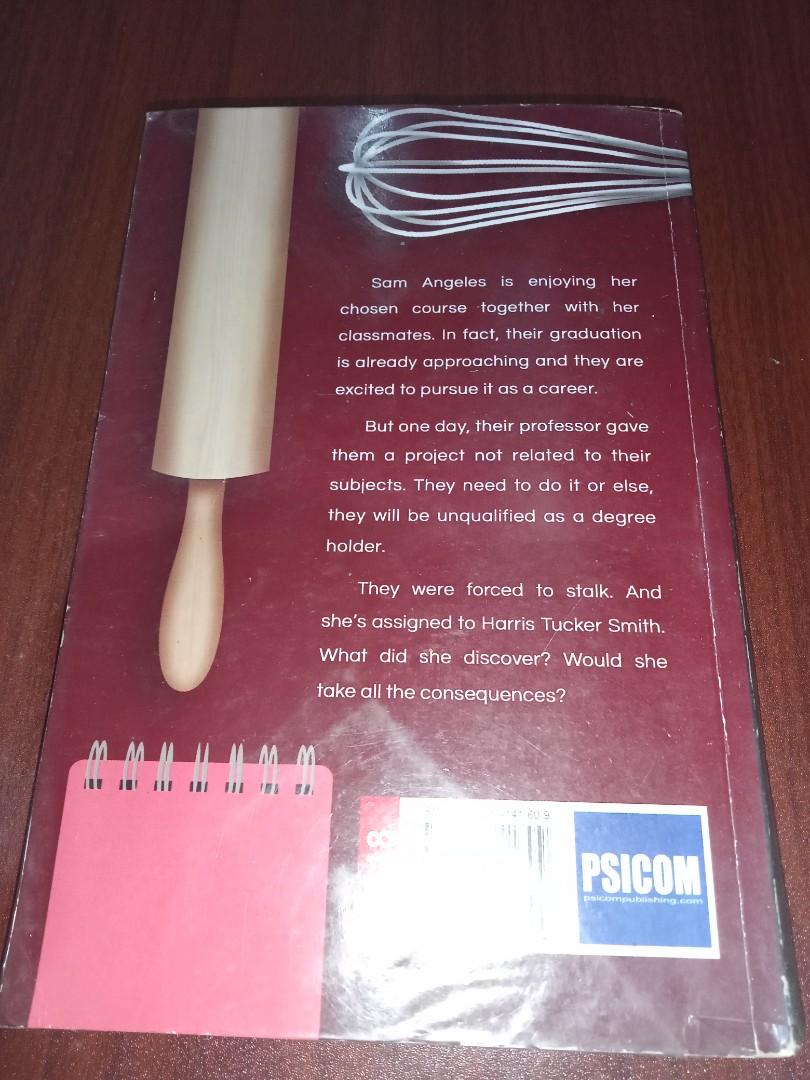 Sam Angeles is enjoying her
chosen course together with her
classmates. In fact, their graduation
is already approaching and they are
excited to pursue it as a career.
But one day, their professor gave
them a project not related to their
subjects. They need to do it or else,
they will be unqualified as a degree
holder.
They were forced to stalk. And
she's assigned to Harris Tucker Smith.
What did she discover? Would she
take all the consequences?
PSICOM
psicompublishing.com